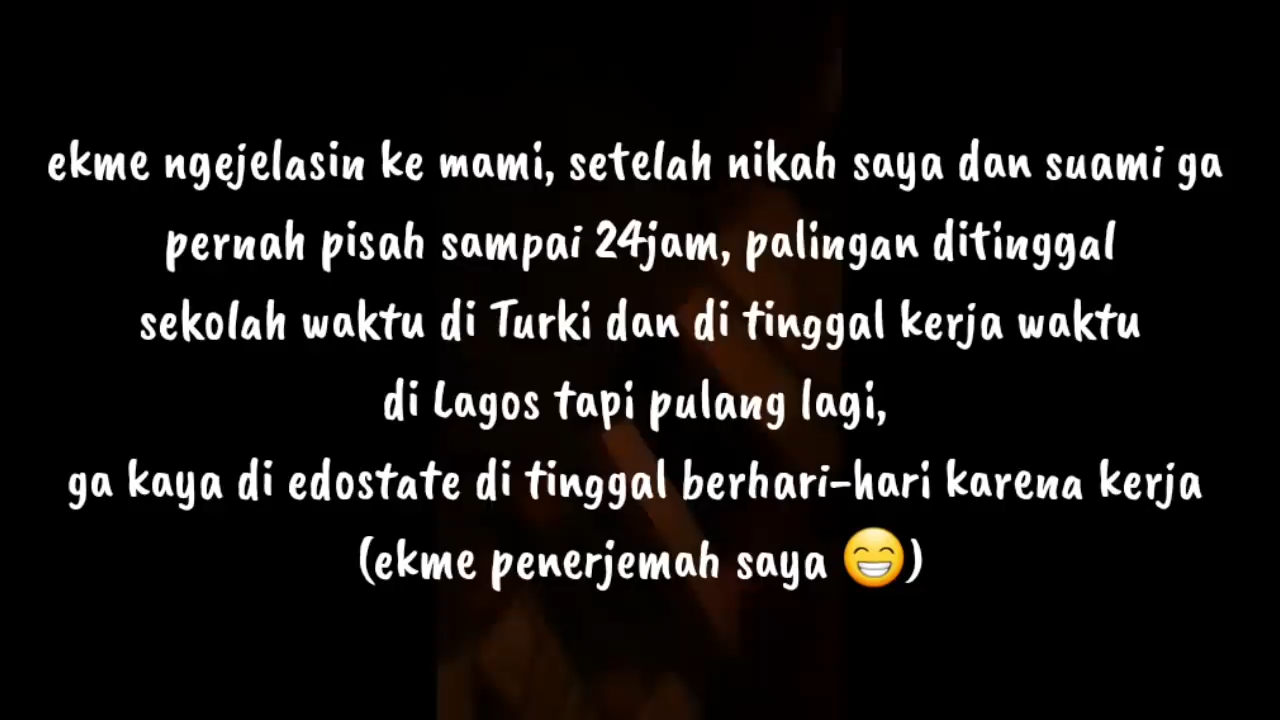 ekme ngejelasin ke mami, setelah nikah saya dan suami ga
pernah pisah sampai 24jam, palingan ditinggal
sekolah waktu di Turki dan di tinggal kerja waktu
di Lagos tapi pulang lagi,
ga kaya di edostate di tinggal berhari-hari karena kerja
(ekme penerjemah saya 😁)